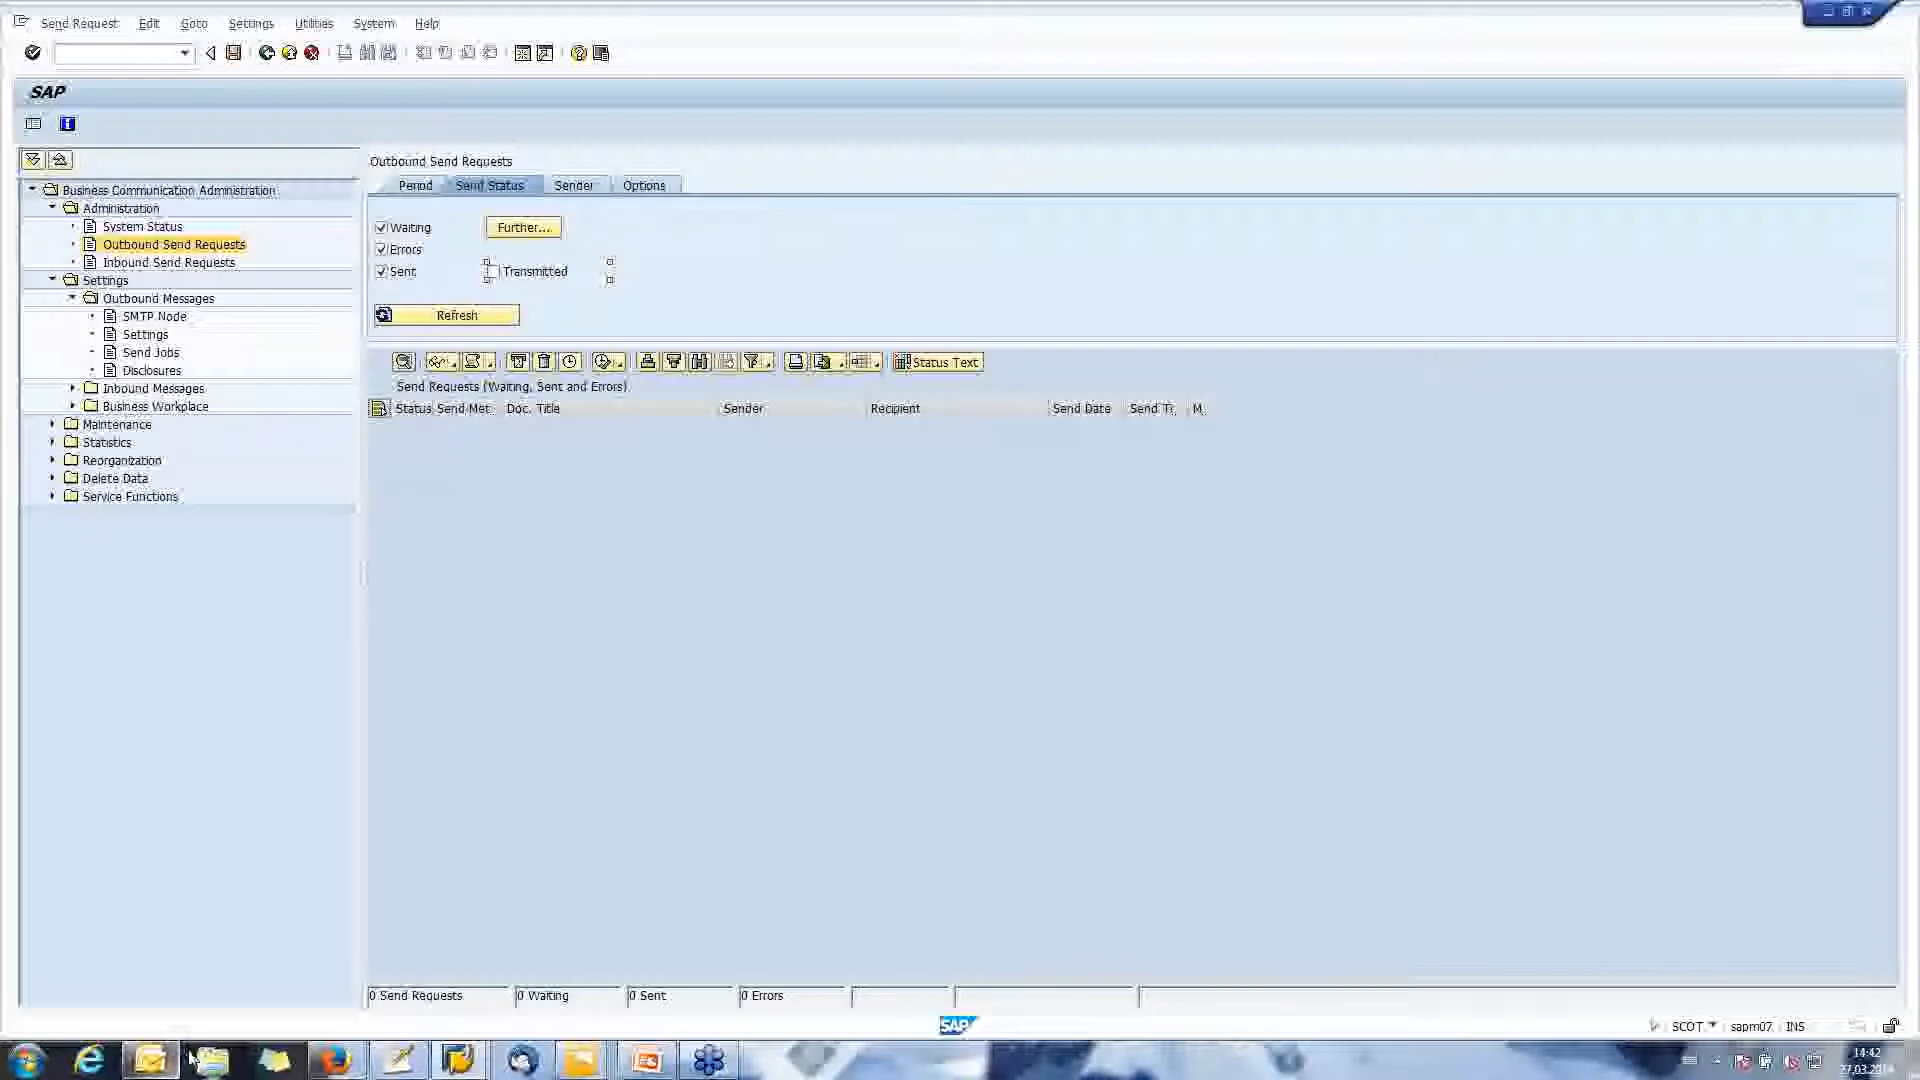 Send Request Edit Goto Settings Utilities System Help
SAP
Outbound Send Requests
Period Send Status Sender Options
Business Communication Administration
Administration
System Status
Outbound Send Requests
Inbound Send Requests
Settings
Outbound Messages
SMTP Node
Settings
Send Jobs
Disclosures
Inbound Messages
Business Workplace
Maintenance
Statistics
Reorganization
Delete Data
Service Functions
Waiting Further...
Errors
Sent Transmitted
Refresh
Status Text
Send Requests (Waiting, Sent and Errors)
Status Send Met. Doc. Title Sender Recipient Send Date Send Ti. M.
0 Send Requests 0 Waiting 0 Sent 0 Errors
SAP
SCOT sapm07 INS
14:42